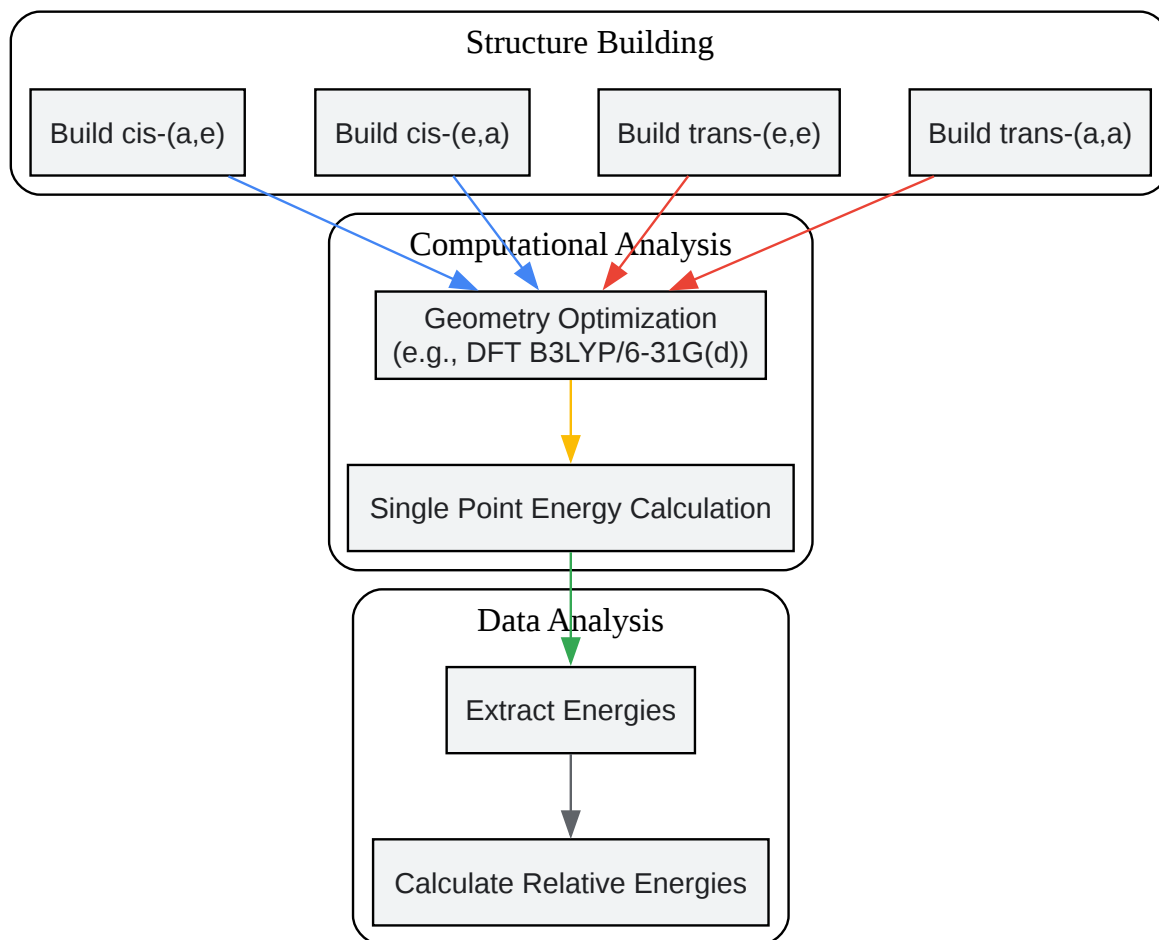 Structure Building
Build cis-(a,e)
Build cis-(e,a)
Build trans-(e,e)
Build trans-(a,a)
Computational Analysis
Geometry Optimization
(e.g., DFT B3LYP/6-31G(d))
Single Point Energy Calculation
Data Analysis
Extract Energies
Calculate Relative Energies